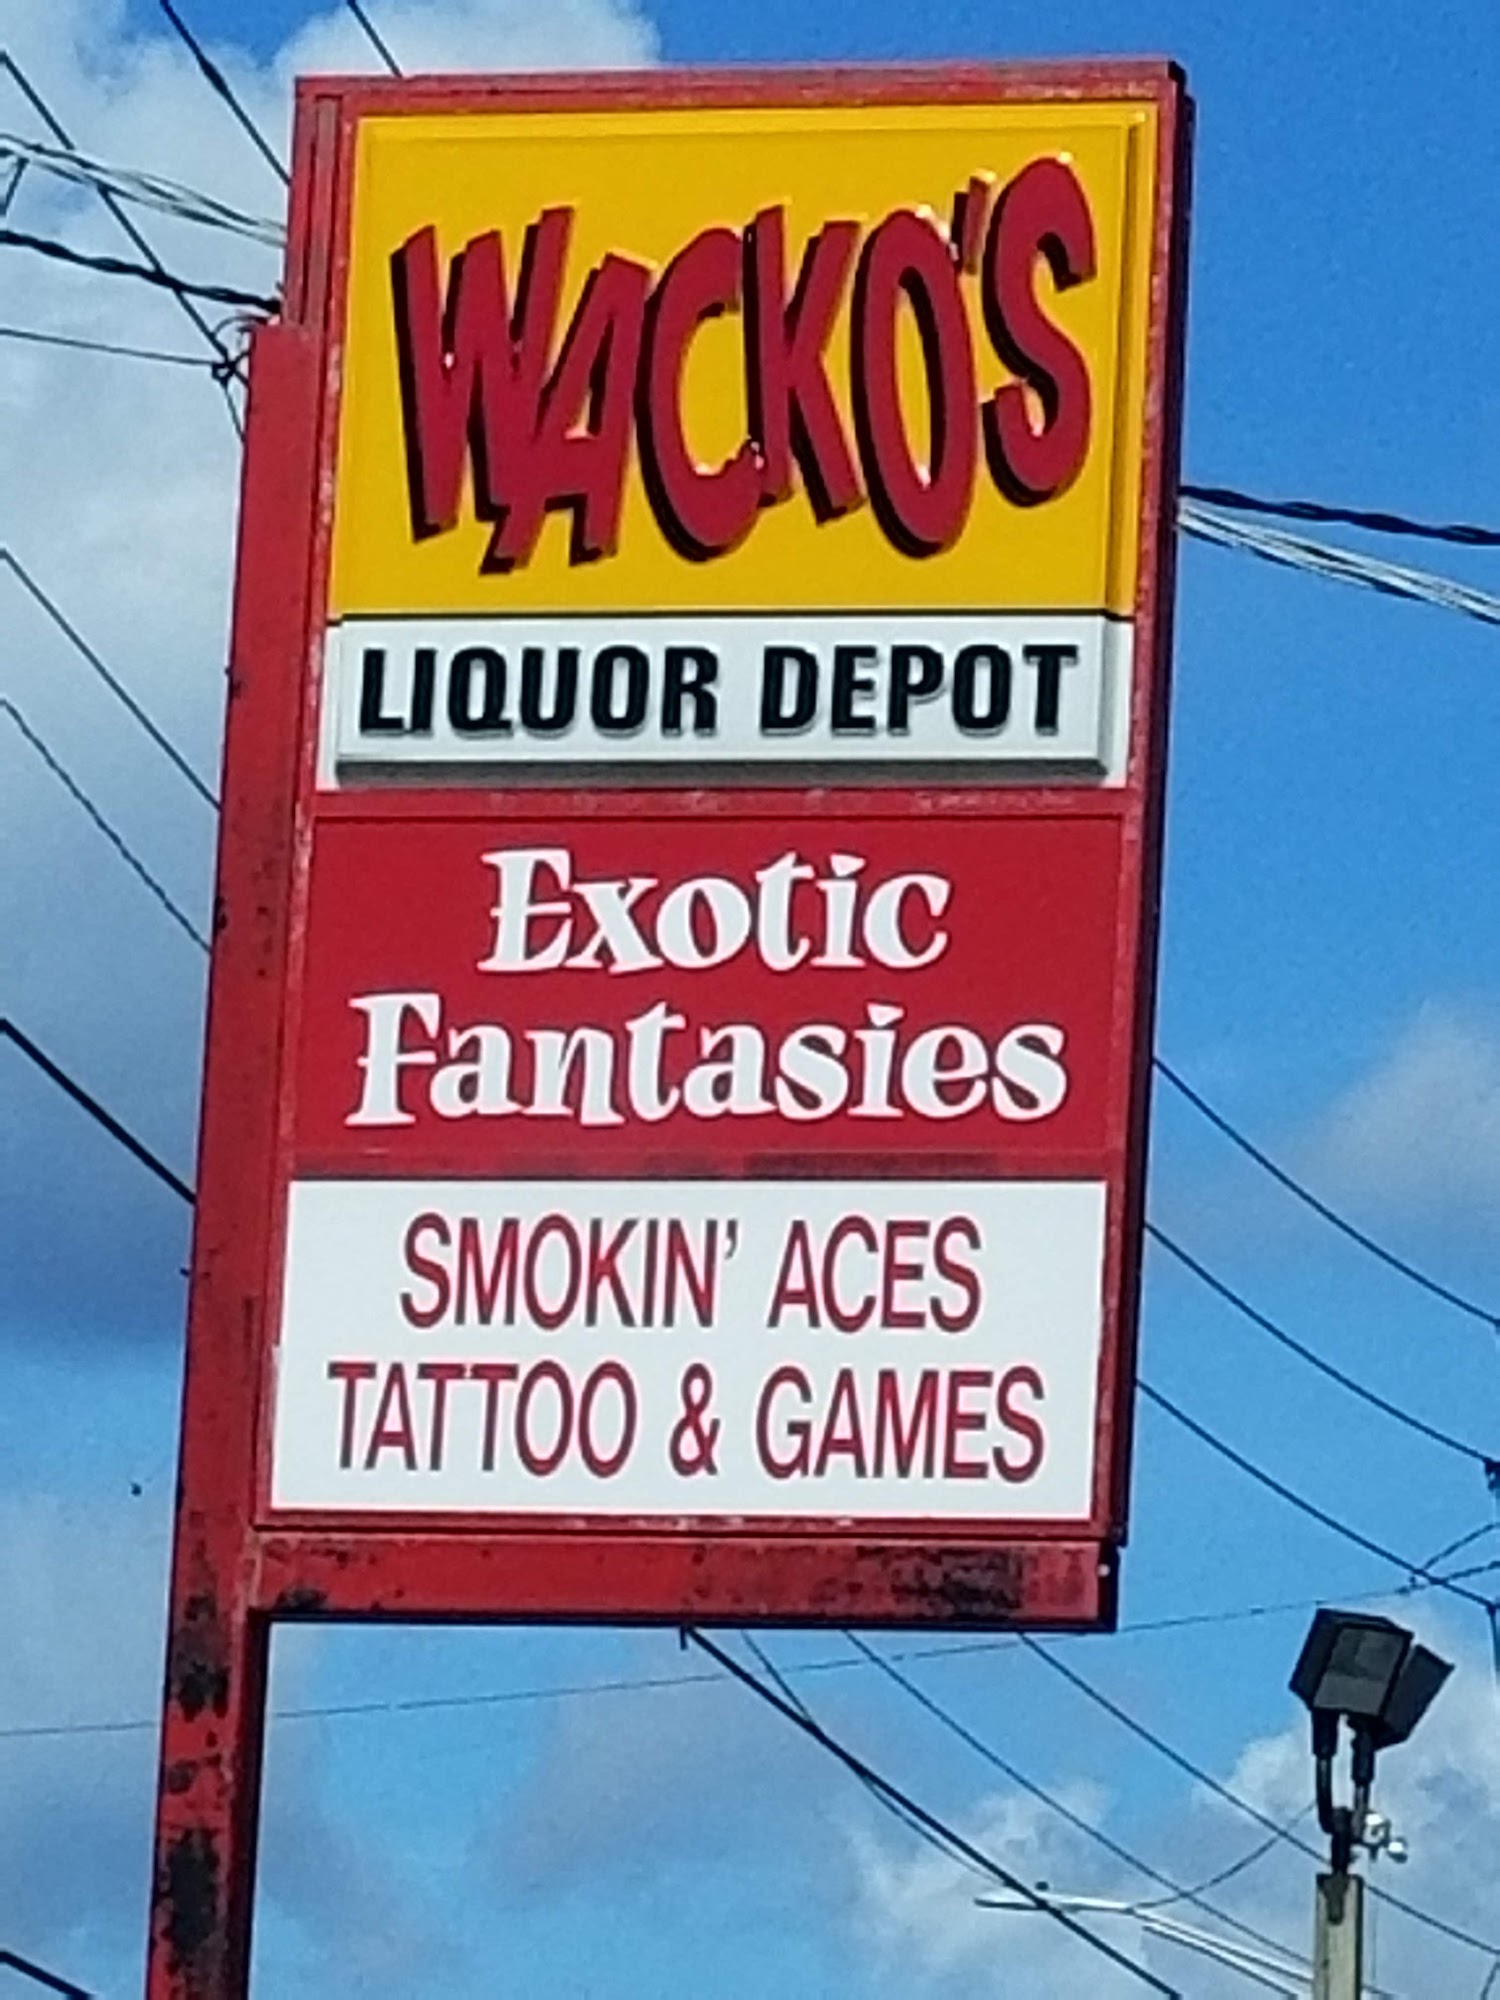 WACKO'S
LIQUOR DEPOT
Exotic
Fantasies
SMOKIN' ACES
TATTOO & GAMES